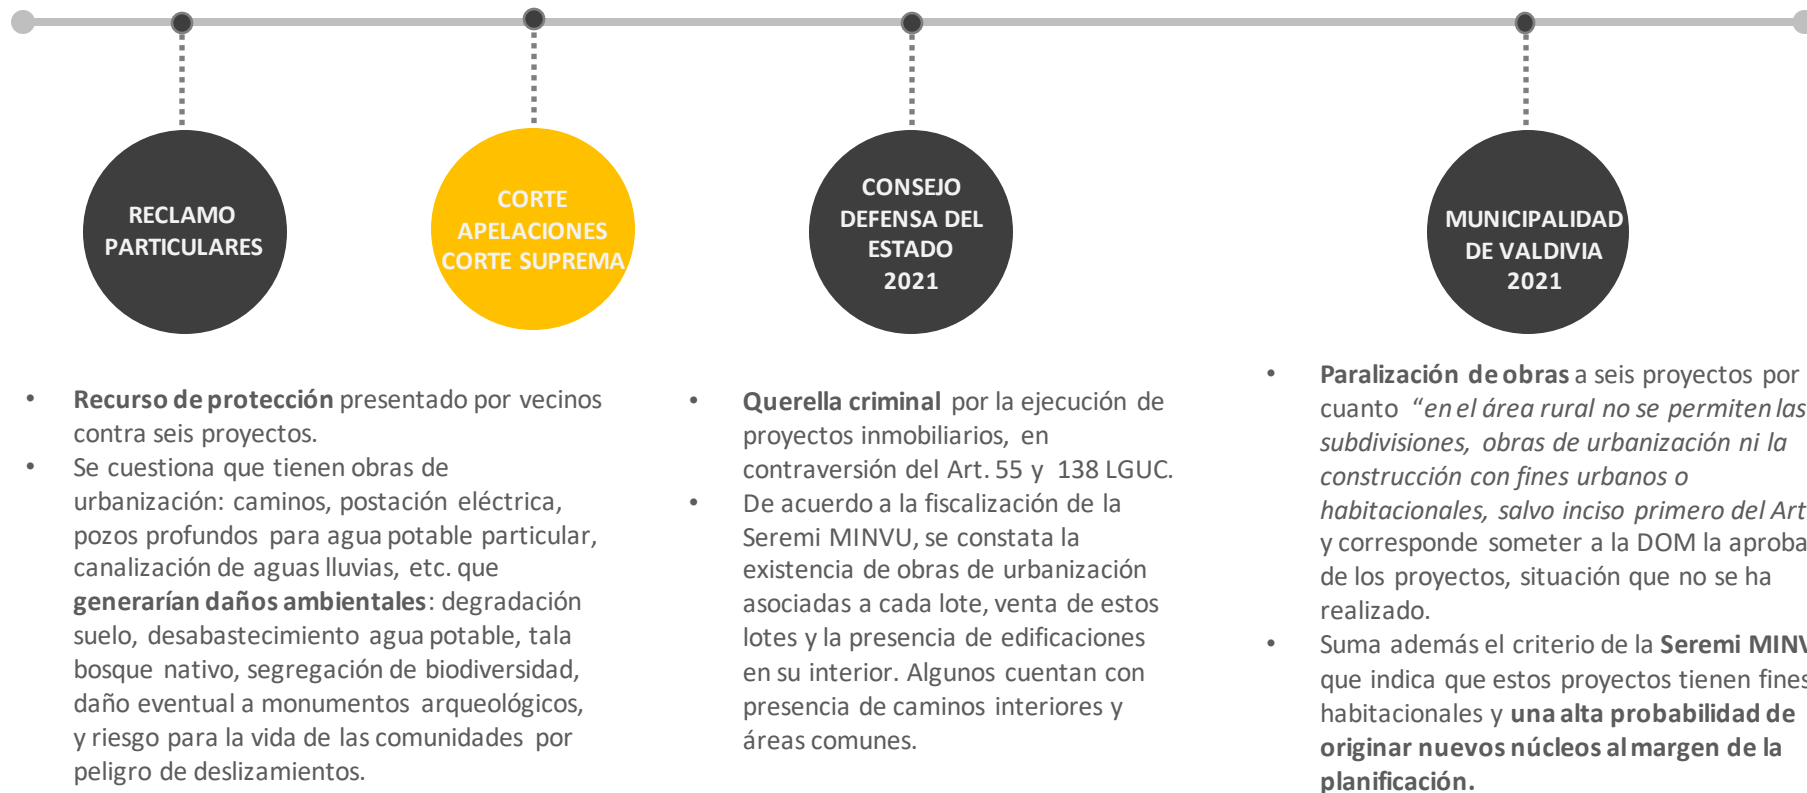 RECLAMO
PARTICULARES
CORTE
APELACIONES
CORTE SUPREMA
CONSEJO
DEFENSA DEL
ESTADO
2021
MUNICIPALIDAD
DE VALDIVIA
2021
• Recurso de protección presentado por vecinos
contra seis proyectos.
• Se cuestiona que tienen obras de
urbanización: caminos, postación eléctrica,
pozos profundos para agua potable particular,
canalización de aguas lluvias, etc. que
generarían daños ambientales: degradación
suelo, desabastecimiento agua potable, tala
bosque nativo, segregación de biodiversidad,
daño eventual a monumentos arqueológicos,
y riesgo para la vida de las comunidades por
peligro de deslizamientos.
• Querella criminal por la ejecución de
proyectos inmobiliarios, en
contraversión del Art. 55 y 138 LGUC.
• De acuerdo a la fiscalización de la
Seremi MINVU, se constata la
existencia de obras de urbanización
asociadas a cada lote, venta de estos
lotes y la presencia de edificaciones
en su interior. Algunos cuentan con
presencia de caminos interiores y
áreas comunes.
• Paralización de obras a seis proyectos por
cuanto “en el área rural no se permiten las
subdivisiones, obras de urbanización ni la
construcción con fines urbanos o
habitacionales, salvo inciso primero del Art
y corresponde someter a la DOM la aproba
de los proyectos, situación que no se ha
realizado.
• Suma además el criterio de la Seremi MINV
que indica que estos proyectos tienen fines
habitacionales y una alta probabilidad de
originar nuevos núcleos al margen de la
planificación.